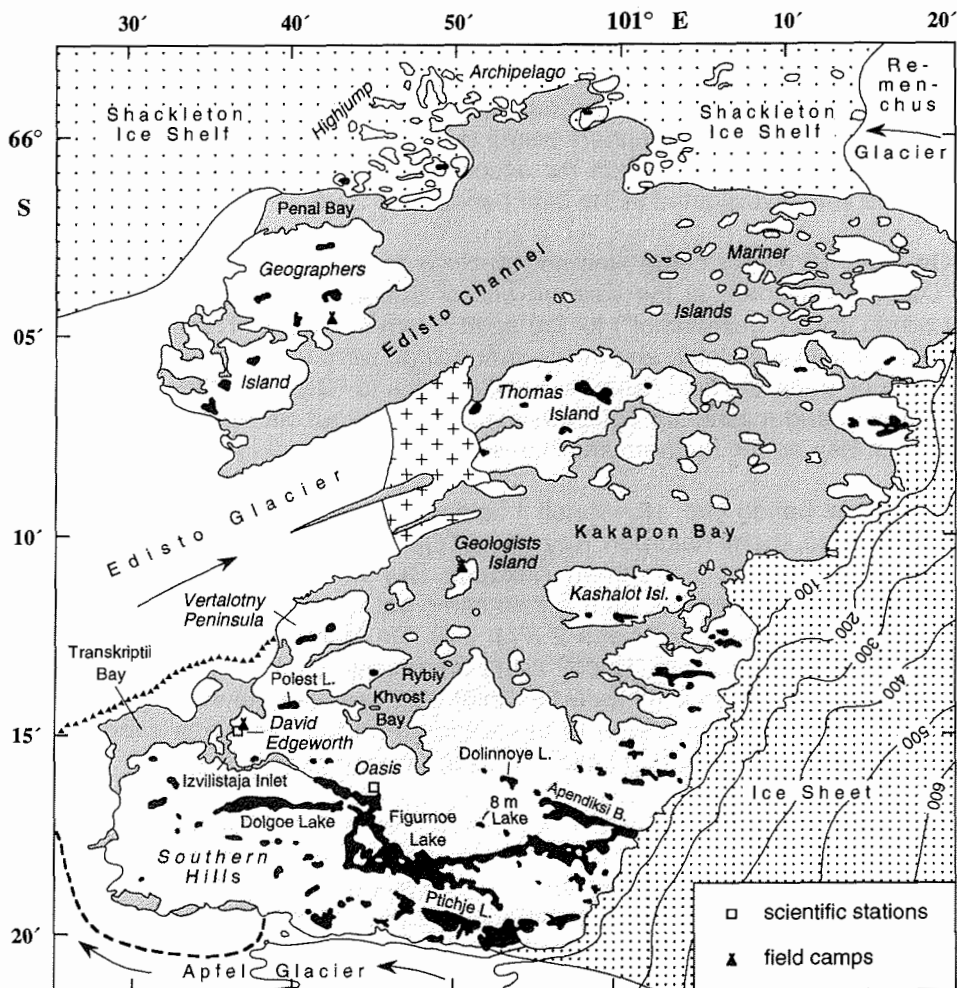 30´ 40´ 50´ 101° E 10´ 20´
Archipelago
Highjump
Shackleton
Ice Shelf
Shackleton
Ice Shelf
Re-
men-
chus
Glacier
66°
S
Penal Bay
Geographers
Island
Edisto Channel
Mariner
Islands
05´
Thomas
Island
Edisto Glacier
10´
Kakapon Bay
Geologists
Island
Kashalot Isl.
Vertalotny
Peninsula
Transkriptii
Bay
Polest L.
Rybiy
Khvost
Bay
100
200
300
400
500
600
15´
David
Edgeworth
Izvilistaja Inlet
Oasis
Dolinnoye L.
8 m
Lake
Apendiksi B.
Ice Sheet
Dolgoe Lake
Figurnoe
Lake
Southern
Hills
Ptichje L.
20´
Apfel Glacier
scientific stations
field camps